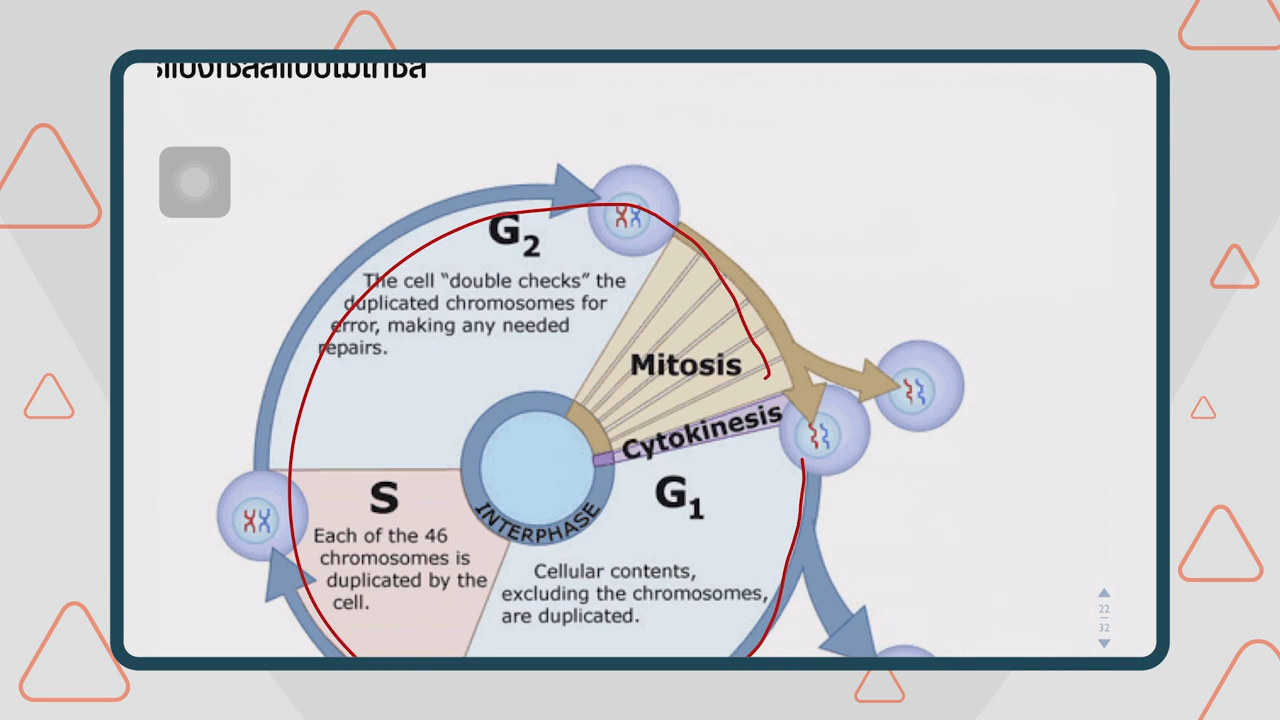 G2
The cell “double checks” the
duplicated chromosomes for
error, making any needed
repairs.
Mitosis
Cytokinesis
S
Each of the 46
chromosomes is
duplicated by the
cell.
INTERPHASE
G1
Cellular contents,
excluding the chromosomes,
are duplicated.
22
32